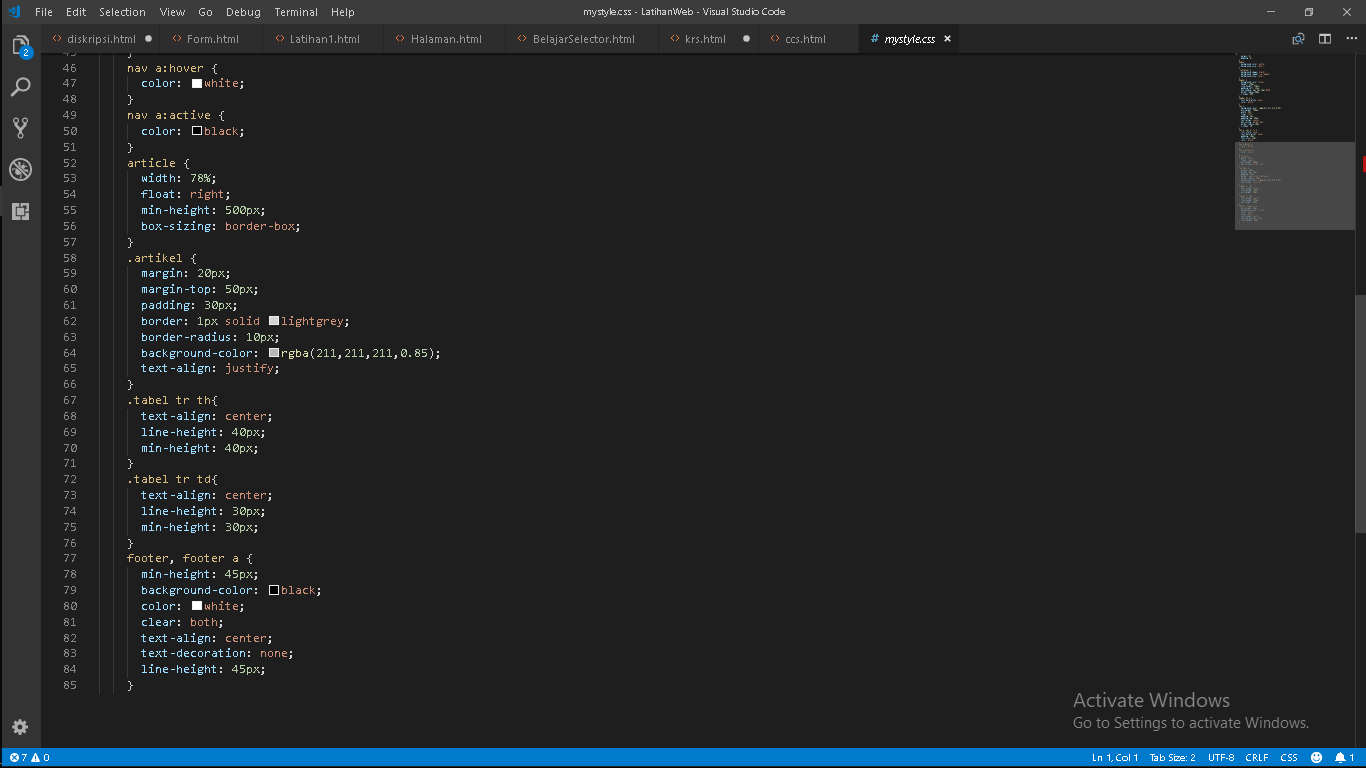 File Edit Selection View Go Debug Terminal Help
mystyle.css - LatihanWeb - Visual Studio Code
diskripsi.html Form.html Latihan1.html Halaman.html BelajarSelector.html krs.html ccs.html mystyle.css
2
46 nav a:hover {
47 color: white;
48 }
49 nav a:active {
50 color: black;
51 }
52 article {
53 width: 78%;
54 float: right;
55 min-height: 500px;
56 box-sizing: border-box;
57 }
58 .artikel {
59 margin: 20px;
60 margin-top: 50px;
61 padding: 30px;
62 border: 1px solid lightgrey;
63 border-radius: 10px;
64 background-color: rgba(211,211,211,0.85);
65 text-align: justify;
66 }
67 .tabel tr th{
68 text-align: center;
69 line-height: 40px;
70 min-height: 40px;
71 }
72 .tabel tr td{
73 text-align: center;
74 line-height: 30px;
75 min-height: 30px;
76 }
77 footer, footer a {
78 min-height: 45px;
79 background-color: black;
80 color: white;
81 clear: both;
82 text-align: center;
83 text-decoration: none;
84 line-height: 45px;
85 }
Activate Windows
Go to Settings to activate Windows.
7 0 Ln 1, Col 1 Tab Size: 2 UTF-8 CRLF CSS 1